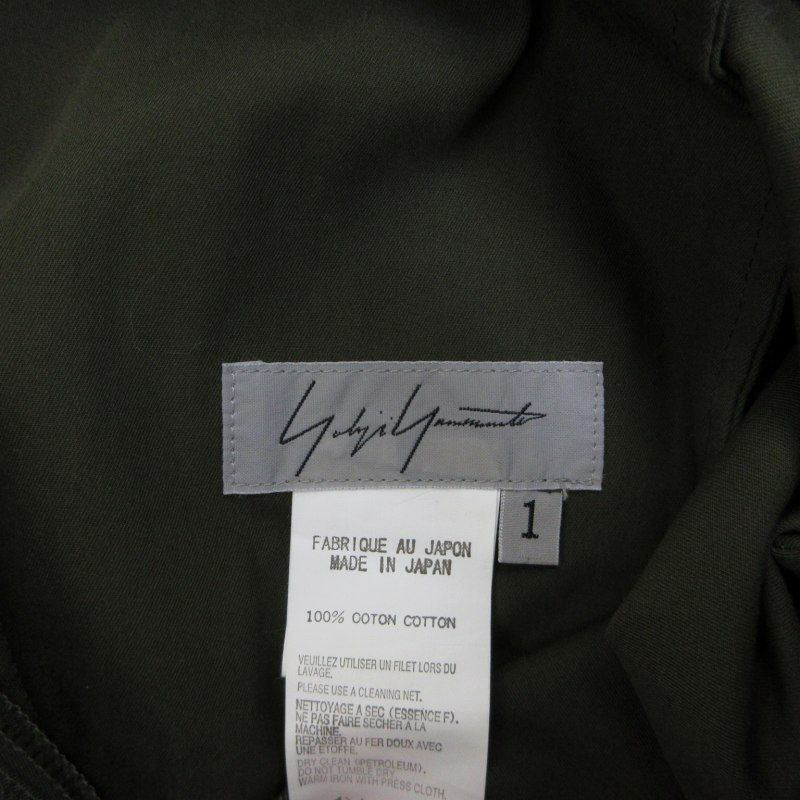 Yohji Yamamoto
1
FABRIQUE AU JAPON
MADE IN JAPAN
100% COTON COTTON
VEUILLEZ UTILISER UN FILET LORS DU
LAVAGE.
PLEASE USE A CLEANING NET.
NETTOYAGE A SEC (ESSENCE F).
NE PAS FAIRE SECHER A LA
MACHINE.
REPASSER AU FER DOUX AVEC
UNE ETOFFE.
DRY CLEAN (PETROLEUM).
DO NOT TUMBLE DRY
WARM IRON WITH PRESS CLOTH.